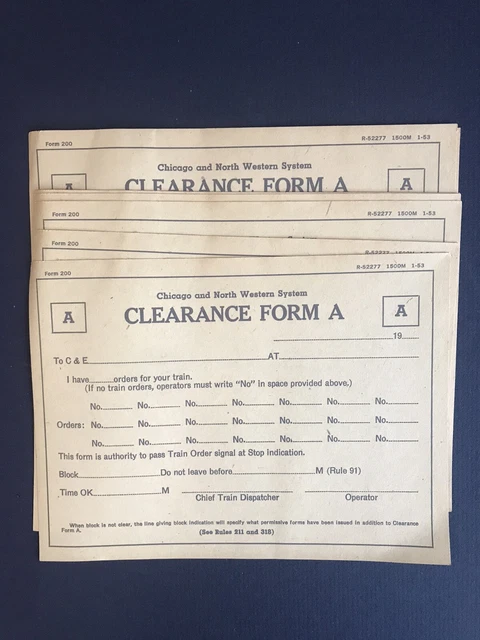 Form 200 R-52277 1500M 1-53
Chicago and North Western System
A CLEARANCE FORM A A
Form 200 R-52277 1500M 1-53
Form 200 R-52277 1500M 1-53
Form 200 R-52277 1500M 1-53
Chicago and North Western System
A CLEARANCE FORM A A
19
To C & E AT
I have orders for your train.
(If no train orders, operators must write "No" in space provided above.)
No. No. No. No. No. No. No.
Orders: No. No. No. No. No. No. No.
No. No. No. No. No. No. No.
This form is authority to pass Train Order signal at Stop indication.
Block Do not leave before M (Rule 91)
Time OK M
Chief Train Dispatcher Operator
When block is not clear, the line giving block indication will specify what permissive forms have been issued in addition to Clearance
Form A.
(See Rules 211 and 318)